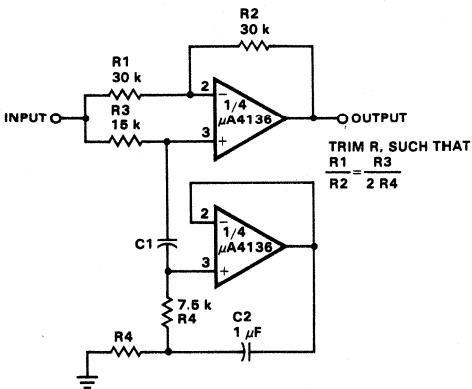 R2
30 k
R1
30 k
2
–
1/4
µA4136
3
+
INPUT
R3
15 k
OUTPUT
TRIM R, SUCH THAT
R1
R2
=
R3
2 R4
2
–
1/4
µA4136
3
+
C1
7.5 k
R4
C2
1 µF
R4